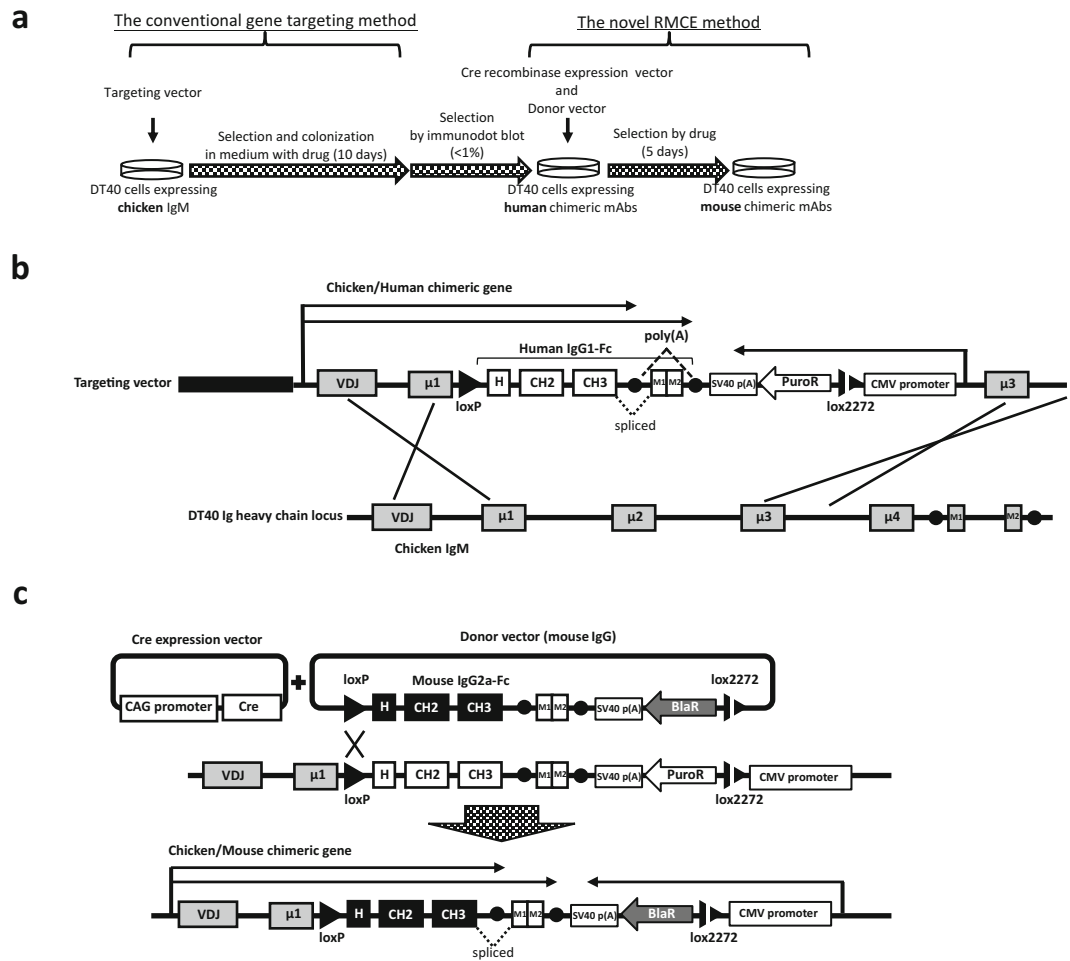 a
The conventional gene targeting method
The novel RMCE method
Cre recombinase expression vector
and
Donor vector
Targeting vector
Selection and colonization
in medium with drug (10 days)
Selection
by immunodot blot
(<1%)
Selection by drug
(5 days)
DT40 cells expressing
chicken IgM
DT40 cells expressing
human chimeric mAbs
DT40 cells expressing
mouse chimeric mAbs
b
Chicken/Human chimeric gene
poly(A)
Human IgG1-Fc
Targeting vector
VDJ
μ1
H
CH2
CH3
M1
M2
SV40 p(A)
PuroR
CMV promoter
μ3
loxP
lox2272
spliced
DT40 Ig heavy chain locus
VDJ
μ1
μ2
μ3
μ4
M1
M2
Chicken IgM
c
Cre expression vector
Donor vector (mouse IgG)
loxP
Mouse IgG2a-Fc
lox2272
CAG promoter
Cre
H
CH2
CH3
M1
M2
SV40 p(A)
BlaR
VDJ
μ1
H
CH2
CH3
M1
M2
SV40 p(A)
PuroR
CMV promoter
loxP
lox2272
Chicken/Mouse chimeric gene
VDJ
μ1
H
CH2
CH3
M1
M2
SV40 p(A)
BlaR
CMV promoter
loxP
lox2272
spliced